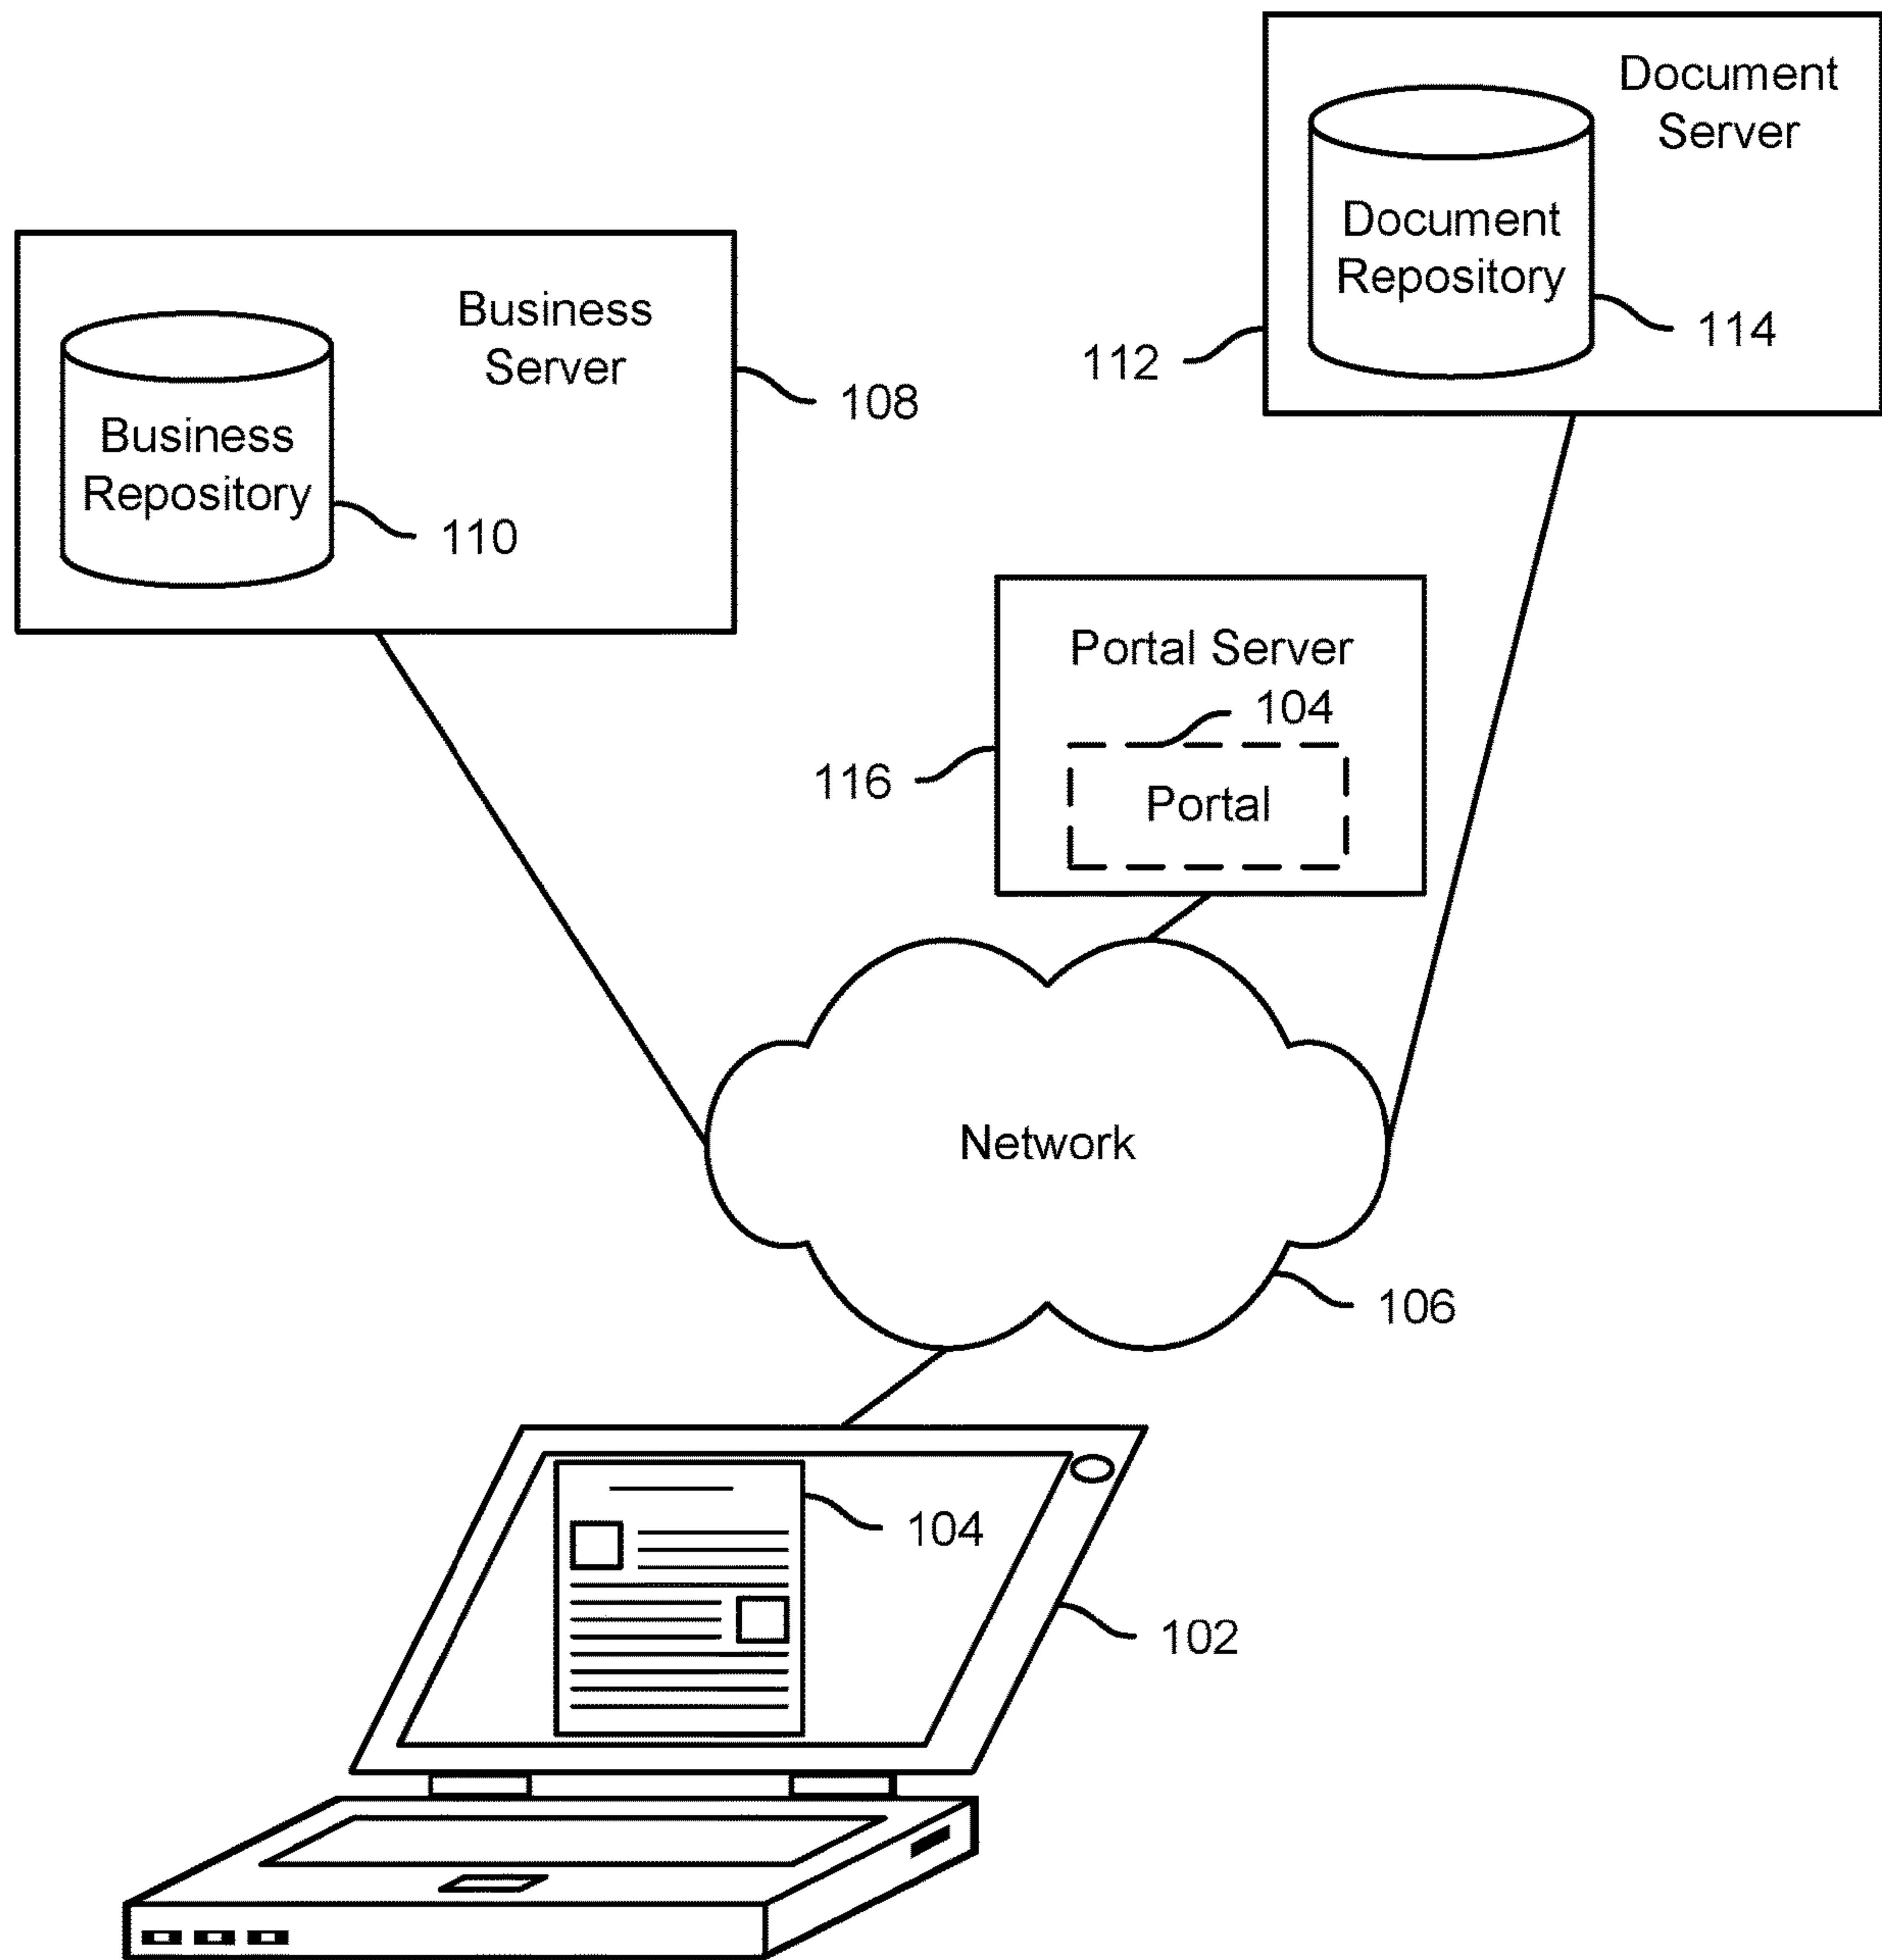 Document
Server
Document
Repository
114
112
Business
Server
108
Business
Repository
110
Portal Server
104
116
Portal
Network
106
104
102